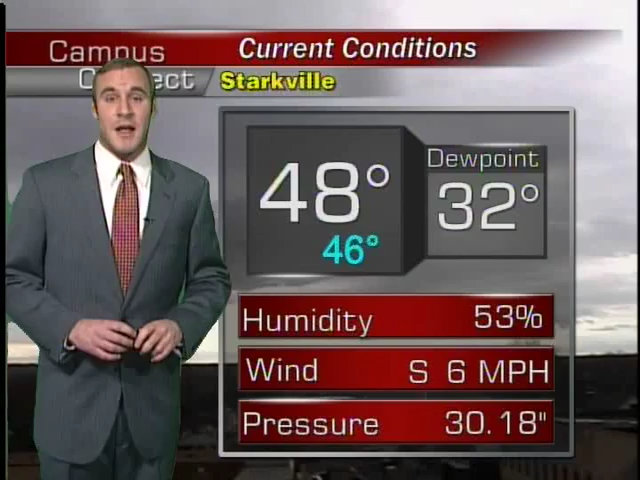 Campus
Current Conditions
Starkville
48°
46°
Dewpoint
32°
Humidity 53%
Wind S 6 MPH
Pressure 30.18"